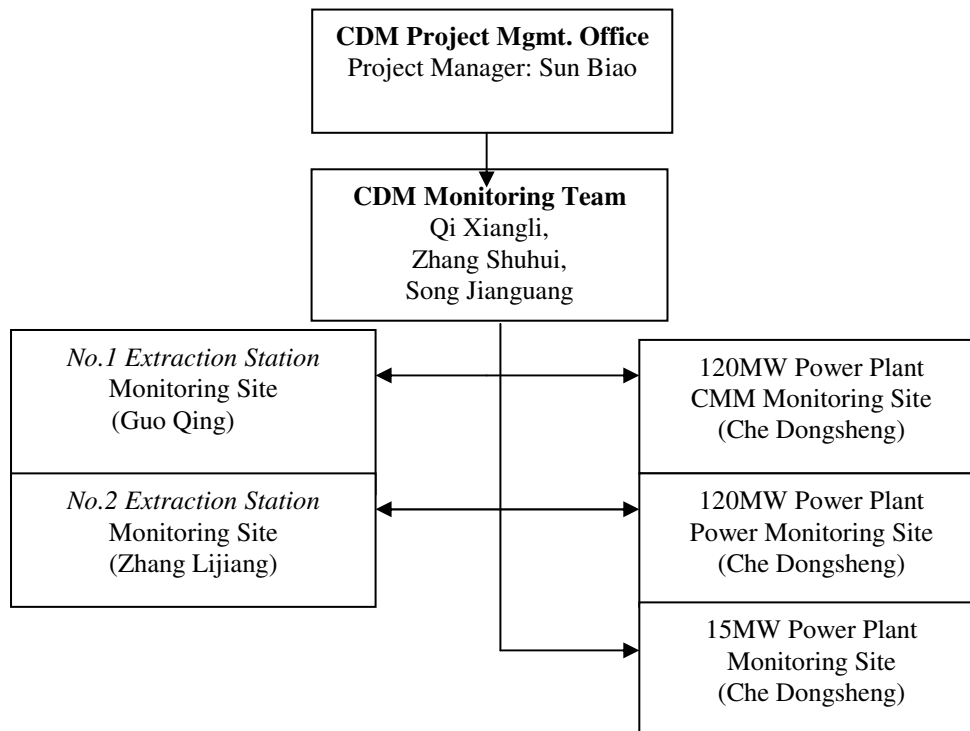 CDM Project Mgmt. Office
Project Manager: Sun Biao
CDM Monitoring Team
Qi Xiangli,
Zhang Shuhui,
Song Jianguang
No.1 Extraction Station
Monitoring Site
(Guo Qing)
No.2 Extraction Station
Monitoring Site
(Zhang Lijiang)
120MW Power Plant
CMM Monitoring Site
(Che Dongsheng)
120MW Power Plant
Power Monitoring Site
(Che Dongsheng)
15MW Power Plant
Monitoring Site
(Che Dongsheng)